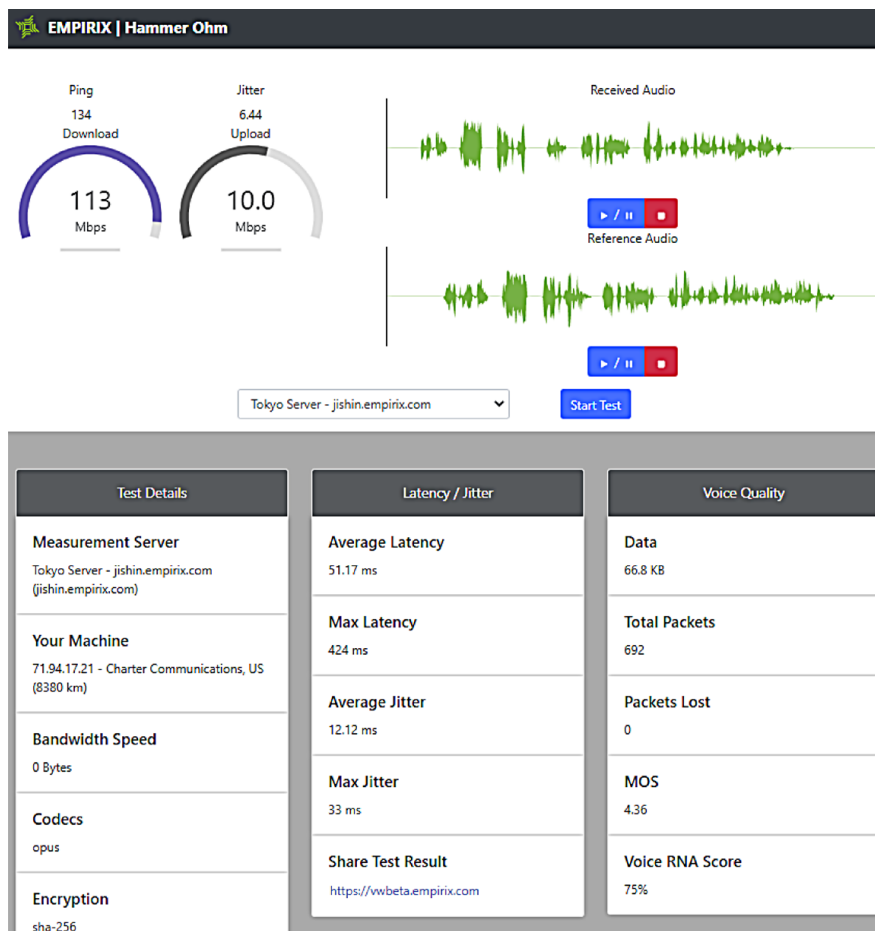 EMPIRIX | Hammer Ohm
Ping
134
Download
113
Mbps
Jitter
6.44
Upload
10.0
Mbps
Received Audio
Reference Audio
Tokyo Server - jishin.empirix.com
Start Test
Test Details
Measurement Server
Tokyo Server - jishin.empirix.com
(jishin.empirix.com)
Your Machine
71.94.17.21 - Charter Communications, US
(8380 km)
Bandwidth Speed
0 Bytes
Codecs
opus
Encryption
sha-256
Latency / Jitter
Average Latency
51.17 ms
Max Latency
424 ms
Average Jitter
12.12 ms
Max Jitter
33 ms
Share Test Result
https://vwbeta.empirix.com
Voice Quality
Data
66.8 KB
Total Packets
692
Packets Lost
0
MOS
4.36
Voice RNA Score
75%